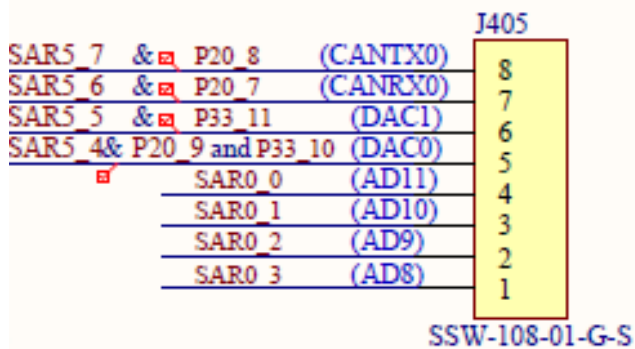 J405
SAR5_7 & P20_8 (CANTX0) 8
SAR5_6 & P20_7 (CANRX0) 7
SAR5_5 & P33_11 (DAC1) 6
SAR5_4& P20_9 and P33_10 (DAC0) 5
SAR0_0 (AD11) 4
SAR0_1 (AD10) 3
SAR0_2 (AD9) 2
SAR0_3 (AD8) 1
SSW-108-01-G-S